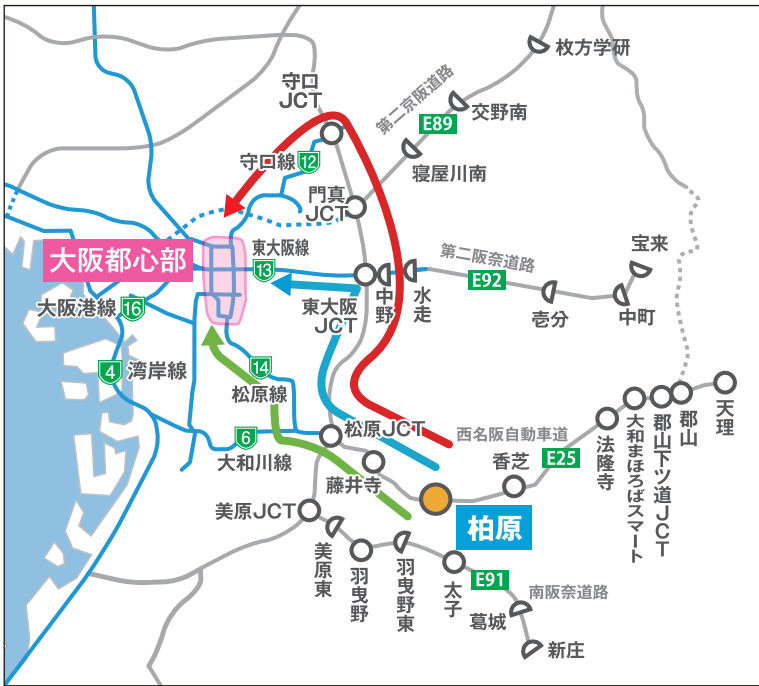 枚方学研
守口
JCT
第二京阪道路
交野南
E89
守口線
12
寝屋川南
門真
JCT
東大阪線
第二阪奈道路
宝来
大阪都心部
13
E92
大阪港線
16
東大阪
JCT
中野
水走
壱分
中町
4
湾岸線
14
松原線
天理
郡山
郡山下ツ道JCT
大和まほろばスマート
法隆寺
松原JCT
西名阪自動車道
6
大和川線
香芝
E25
藤井寺
美原JCT
柏原
美原東
羽曳野
羽曳野東
太子
E91
南阪奈道路
葛城
新庄